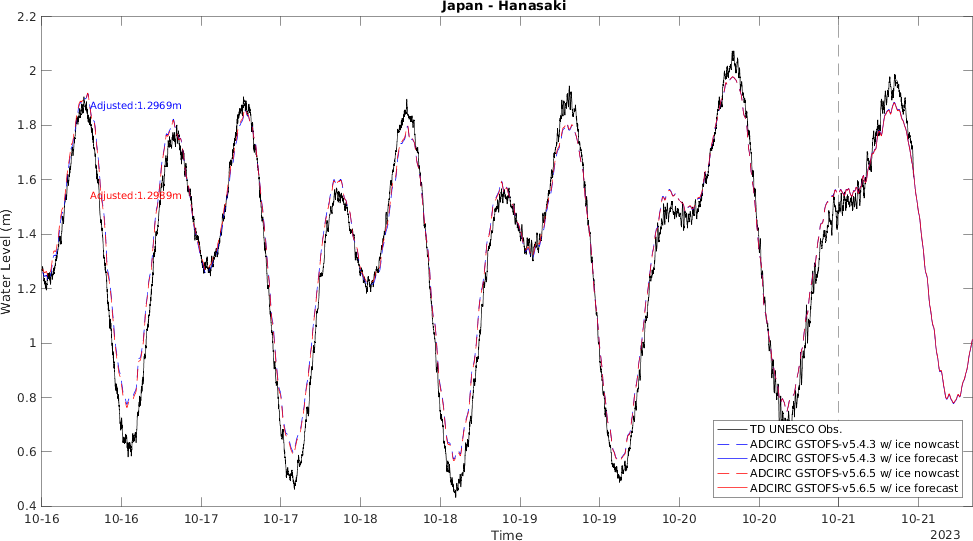 Japan - Hanasaki
2.2
2
1.8
1.6
1.4
1.2
1
0.8
0.6
0.4
Water Level (m)
Adjusted:1.2969m
Adjusted:1.2959m
TD UNESCO Obs.
ADCIRC GSTOFS-v5.4.3 w/ ice nowcast
ADCIRC GSTOFS-v5.4.3 w/ ice forecast
ADCIRC GSTOFS-v5.6.5 w/ ice nowcast
ADCIRC GSTOFS-v5.6.5 w/ ice forecast
10-16 10-16 10-17 10-17 10-18 10-18 10-19 10-19 10-20 10-20 10-21 10-21
2023
Time